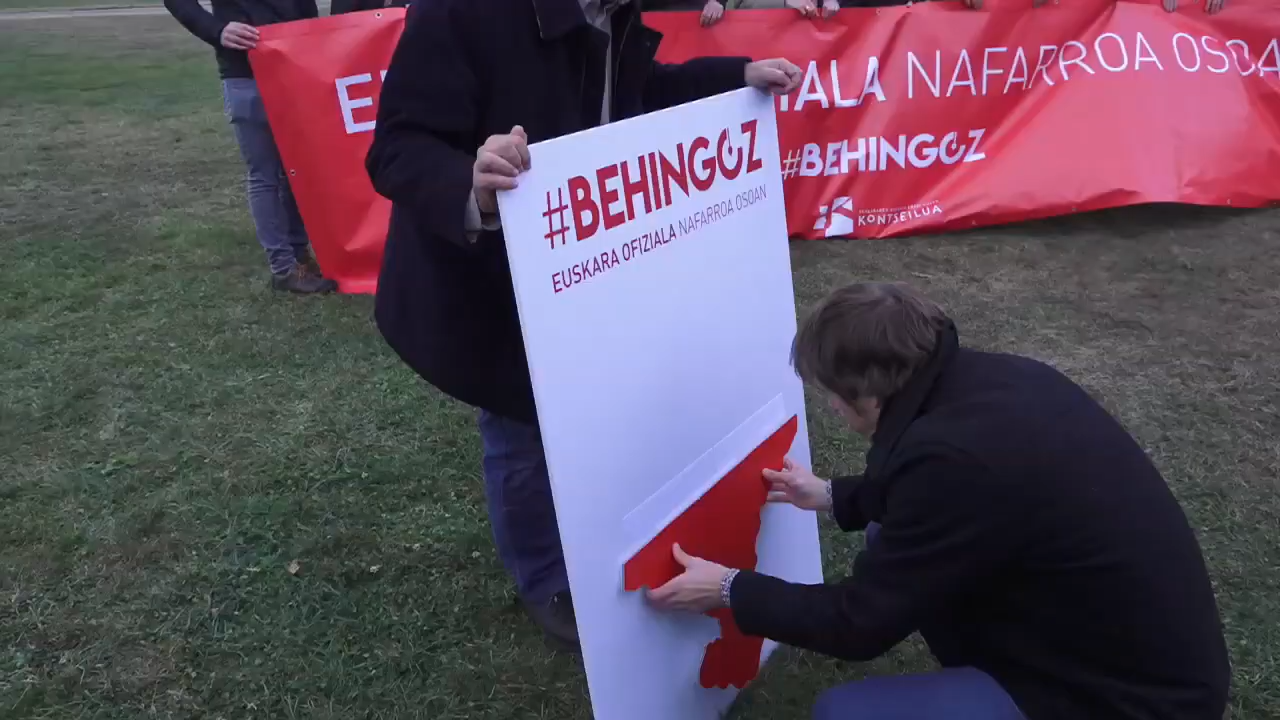 E
IALA NAFARROA OSOA
#BEHINGOZ
KONTSEILUA
#BEHINGOZ
EUSKARA OFIZIALA NAFARROA OSOAN